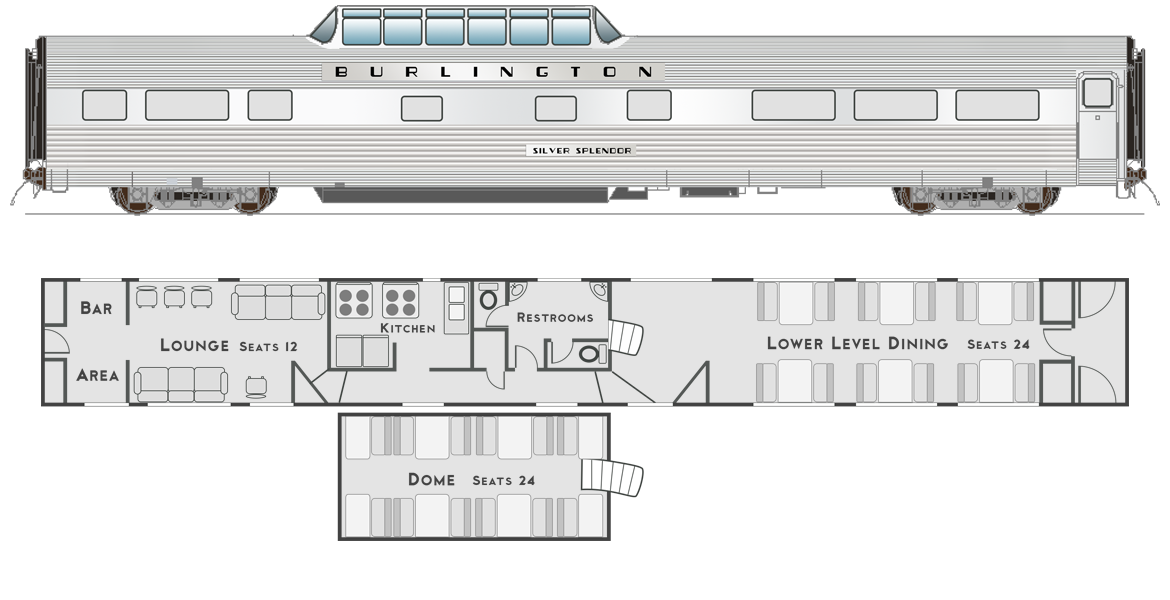 BURLINGTON
SILVER SPLENDOR
BAR
AREA
LOUNGE SEATS 12
KITCHEN
RESTROOMS
LOWER LEVEL DINING SEATS 24
DOME SEATS 24